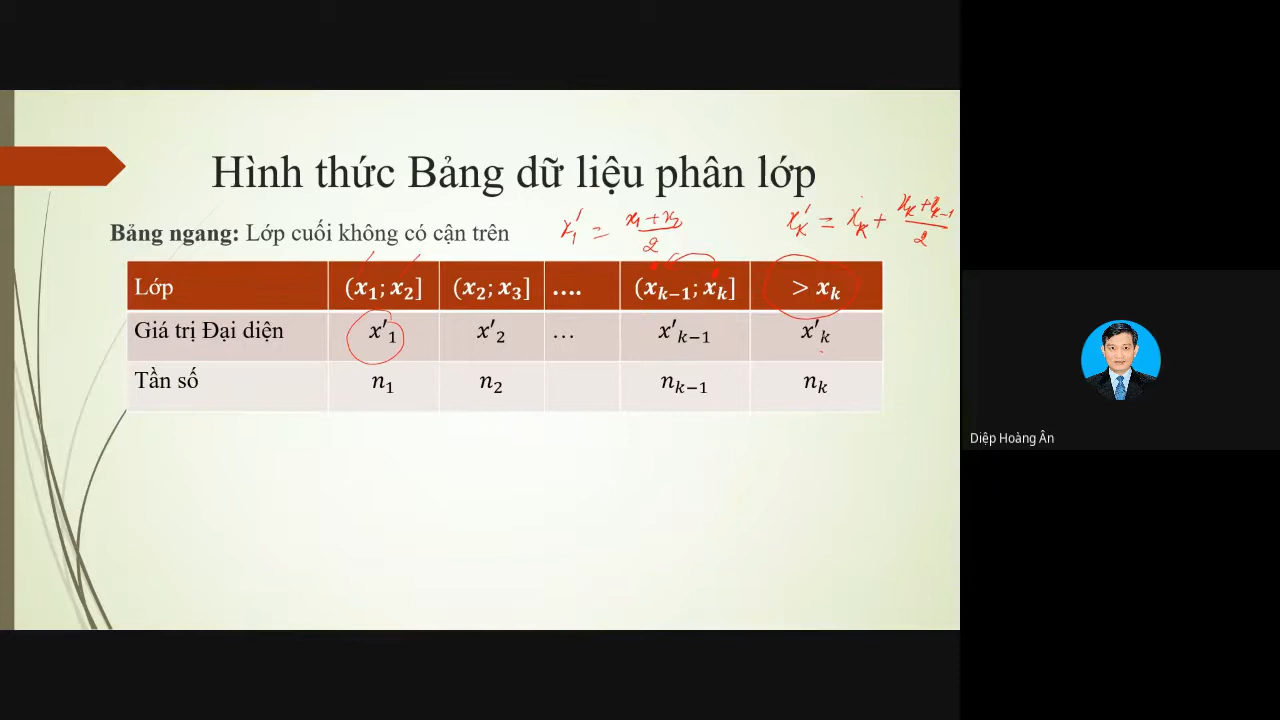 Hình thức Bảng dữ liệu phân lớp
Bảng ngang: Lớp cuối không có cận trên
x'₁ = (x₁ + x₂)/2
x'ₖ = xₖ + (xₖ + xₖ₋₁)/2
Lớp (x₁; x₂] (x₂; x₃] .... (xₖ₋₁; xₖ] > xₖ
Giá trị Đại diện x'₁ x'₂ … x'ₖ₋₁ x'ₖ
Tần số n₁ n₂ nₖ₋₁ nₖ
Diệp Hoàng Ân